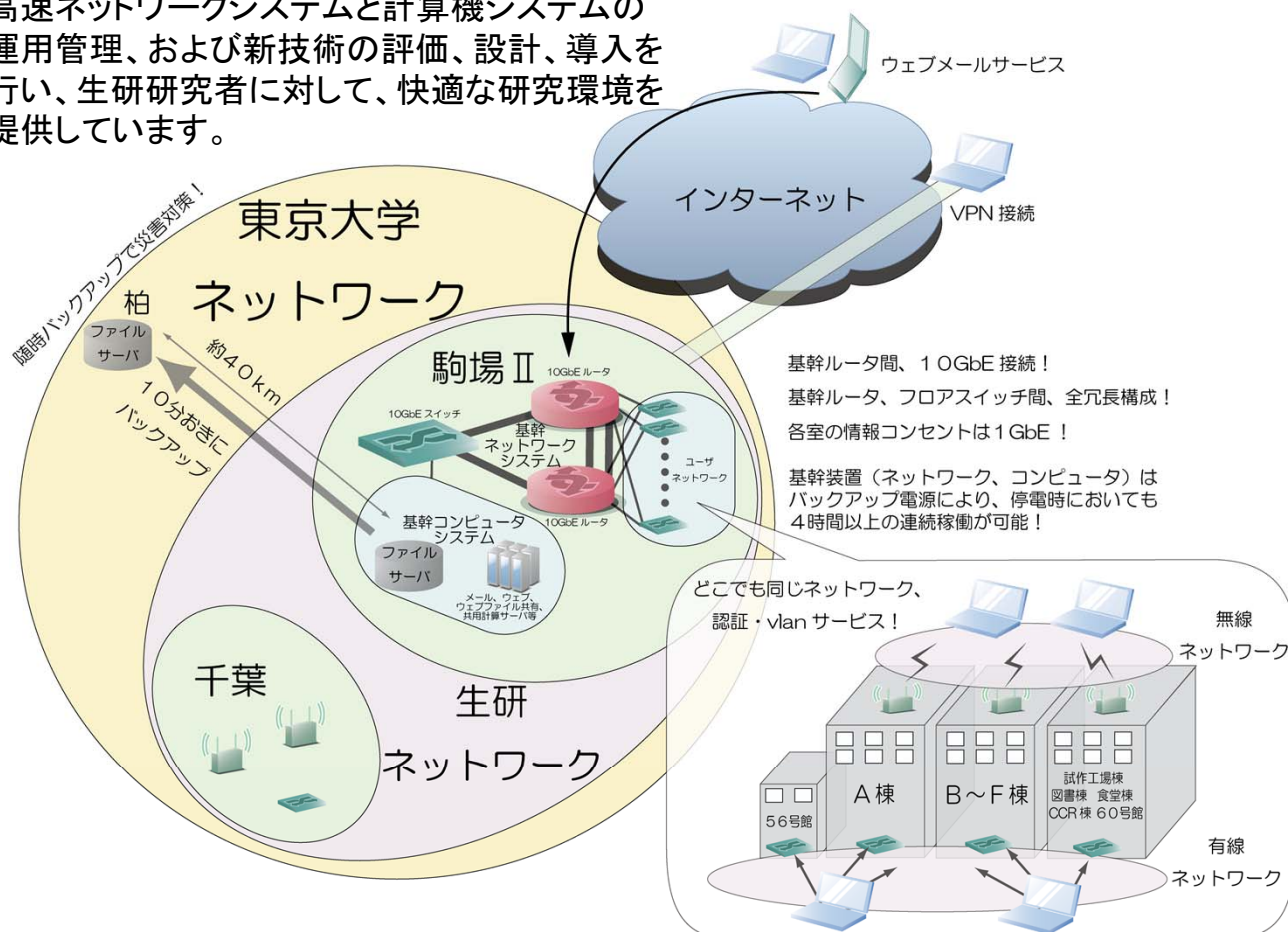 高速ネットワークシステムと計算機システムの
運用管理、および新技術の評価、設計、導入を
行い、生研研究者に対して、快適な研究環境を
提供しています。
ウェブメールサービス
インターネット
VPN 接続
随時バックアップで災害対策！
東京大学
ネットワーク
柏
ファイル
サーバ
約４０ｋｍ
１０分おきに
バックアップ
駒場Ⅱ
10GbE ルータ
10GbE スイッチ
基幹
ネットワーク
システム
ユーザ
ネットワーク
10GbE ルータ
基幹コンピュータ
システム
ファイル
サーバ
メール、ウェブ、
ウェブファイル共有、
共用計算サーバ等
千葉
生研
ネットワーク
基幹ルータ間、１０GbE 接続！
基幹ルータ、フロアスイッチ間、全冗長構成！
各室の情報コンセントは１GbE！
基幹装置（ネットワーク、コンピュータ）は
バックアップ電源により、停電時においても
４時間以上の連続稼働が可能！
どこでも同じネットワーク、
認証・vlan サービス！
無線
ネットワーク
５６号館
A 棟
B～F 棟
試作工場棟
図書棟 食堂棟
CCR 棟 ６０号館
有線
ネットワーク